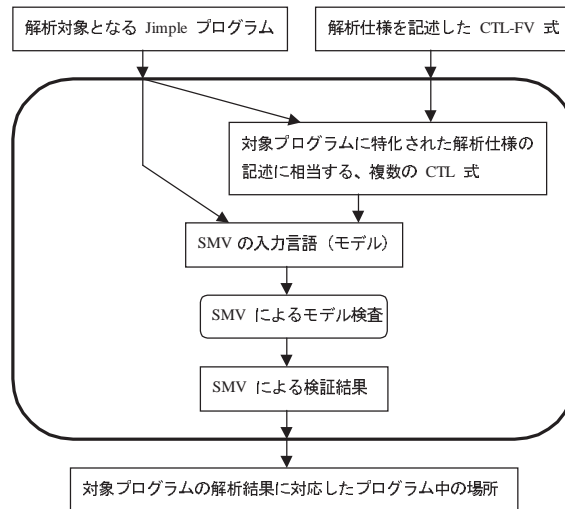 解析対象となる Jimple プログラム
解析仕様を記述した CTL-FV 式
対象プログラムに特化された解析仕様の
記述に相当する、複数の CTL 式
SMV の入力言語（モデル）
SMV によるモデル検査
SMV による検証結果
対象プログラムの解析結果に対応したプログラム中の場所